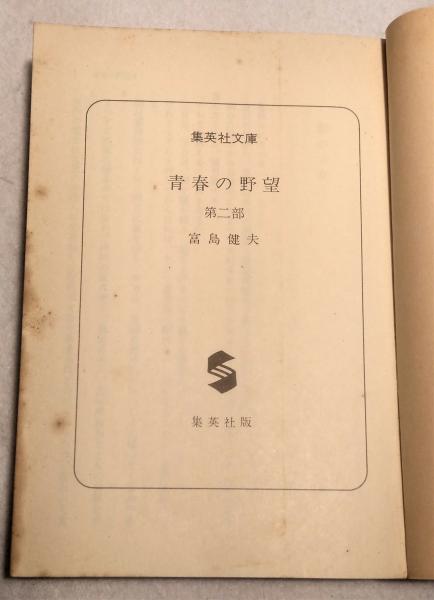 集英社文庫
青春の野望
第二部
富島健夫
集英社版